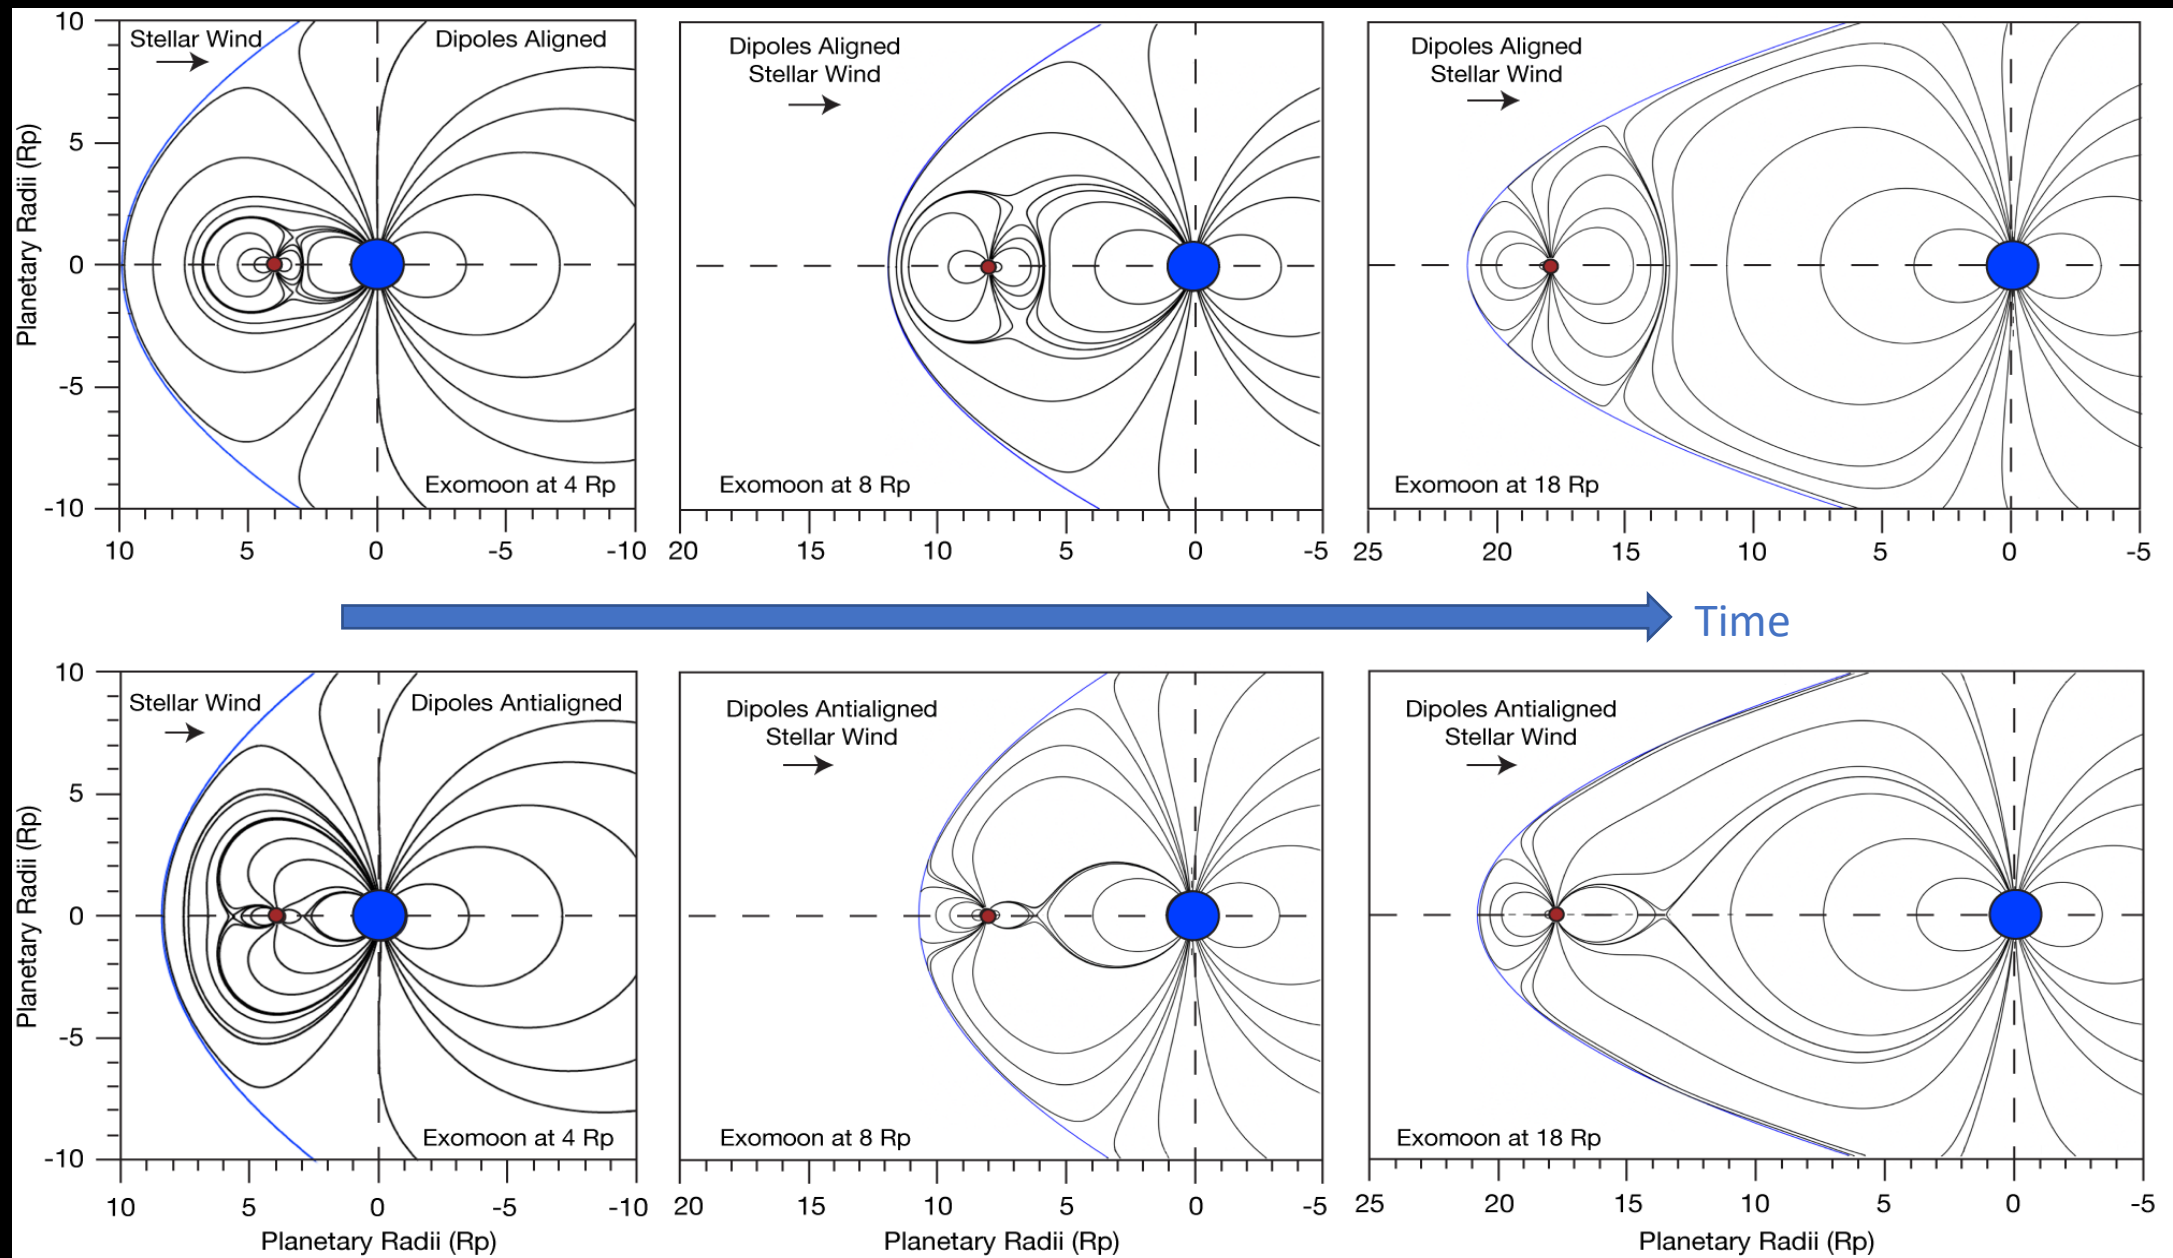 Stellar Wind
Dipoles Aligned
Exomoon at 4 Rp
Planetary Radii (Rp)
10
5
0
-5
-10
10 5 0 -5 -10
Dipoles Aligned
Stellar Wind
Exomoon at 8 Rp
20 15 10 5 0 -5
Dipoles Aligned
Stellar Wind
Exomoon at 18 Rp
25 20 15 10 5 0 -5
Time
Stellar Wind
Dipoles Antialigned
Exomoon at 4 Rp
Planetary Radii (Rp)
10
5
0
-5
-10
10 5 0 -5 -10
Planetary Radii (Rp)
Dipoles Antialigned
Stellar Wind
Exomoon at 8 Rp
20 15 10 5 0 -5
Planetary Radii (Rp)
Dipoles Antialigned
Stellar Wind
Exomoon at 18 Rp
25 20 15 10 5 0 -5
Planetary Radii (Rp)